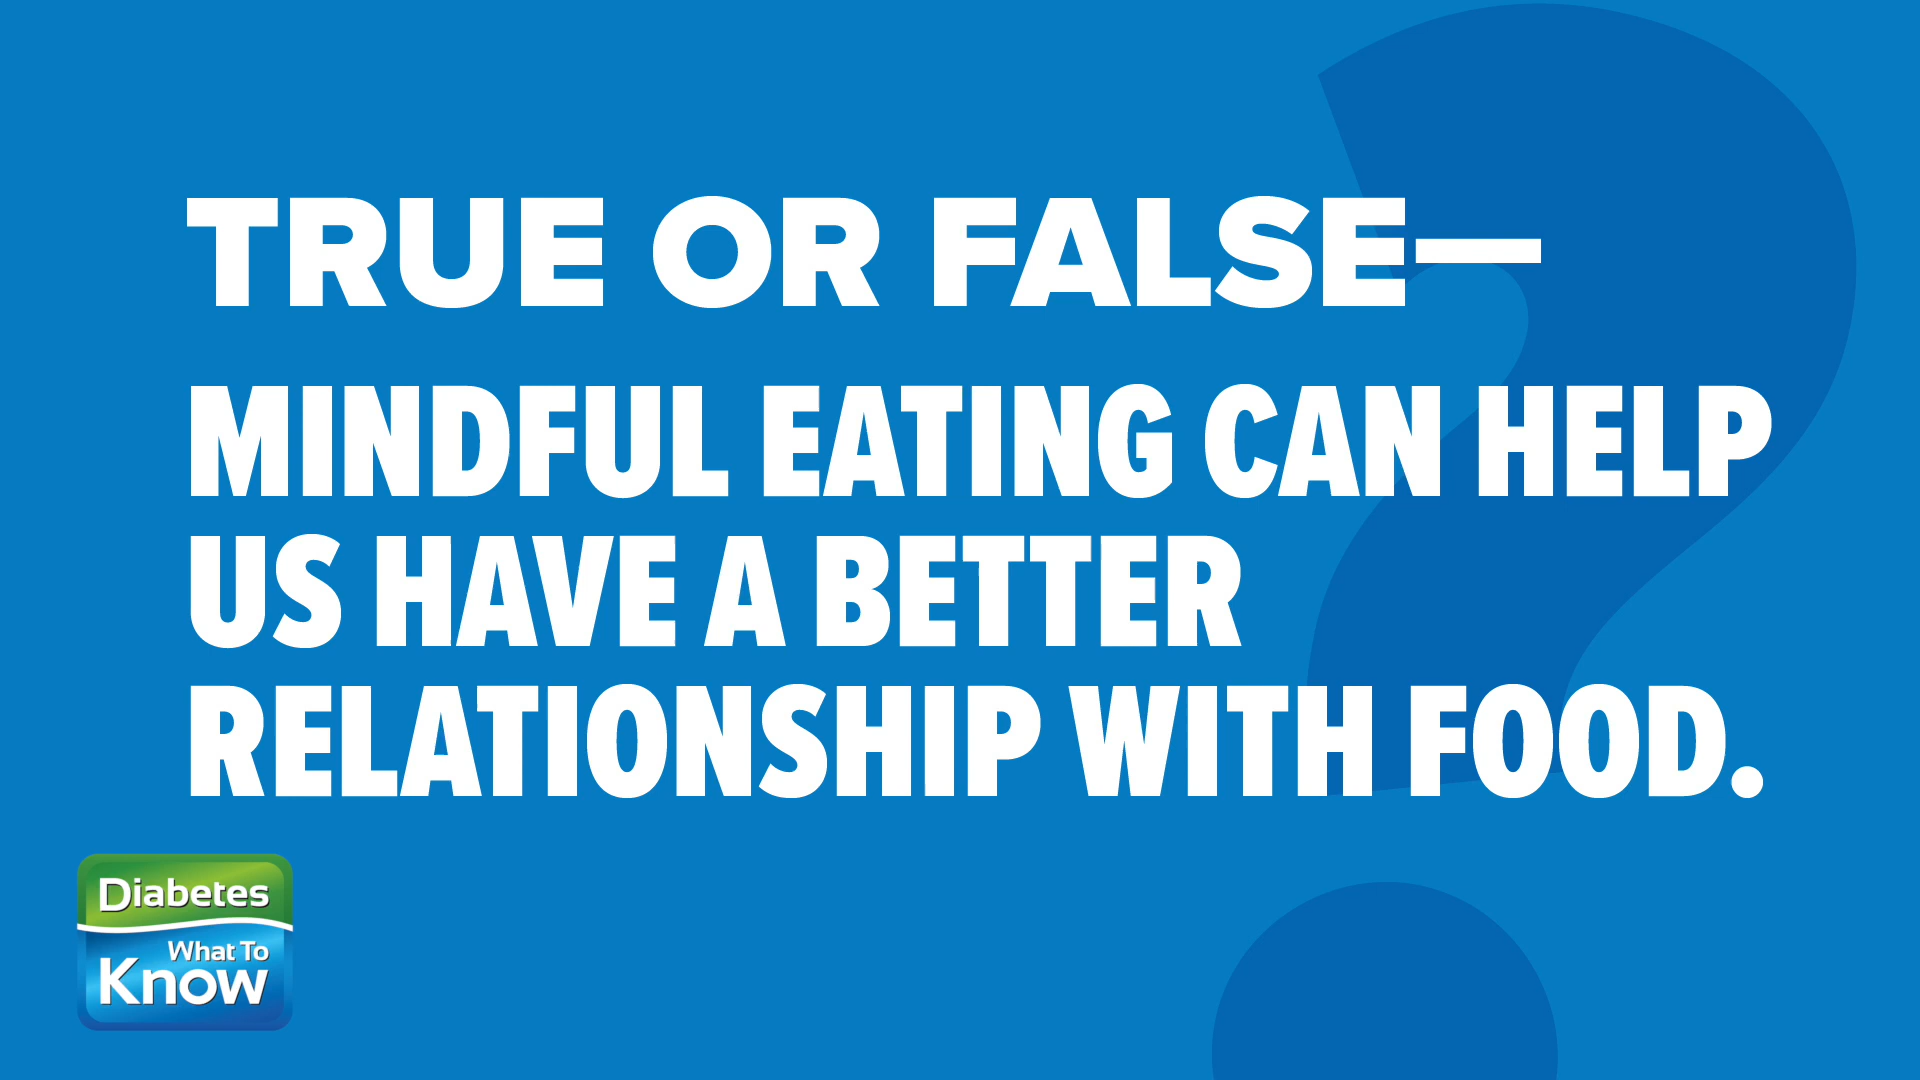 TRUE OR FALSE—
MINDFUL EATING CAN HELP
US HAVE A BETTER
RELATIONSHIP WITH FOOD.
Diabetes
What To
Know